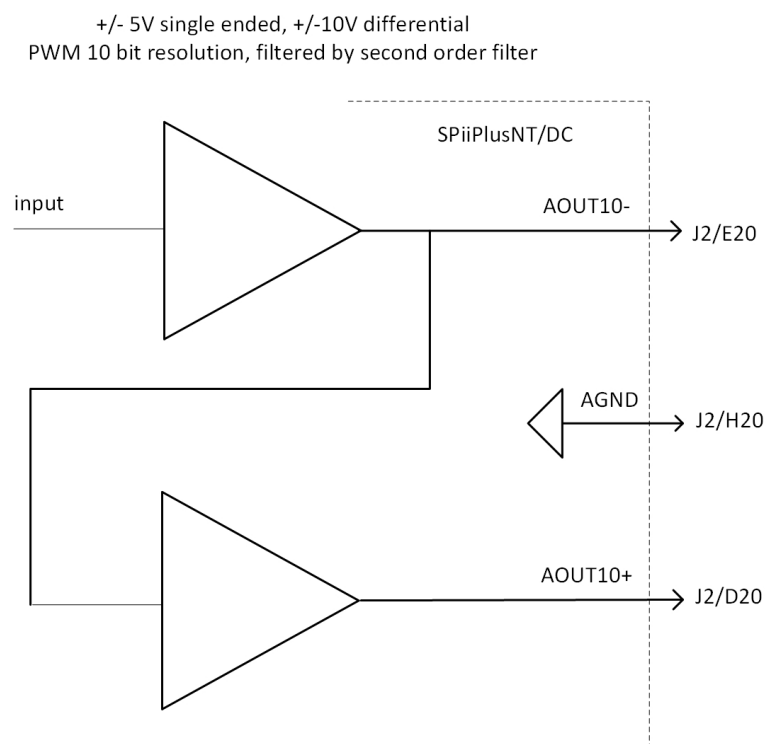 +/- 5V single ended, +/-10V differential
PWM 10 bit resolution, filtered by second order filter
SPiiPlusNT/DC
input
AOUT10-
J2/E20
AGND
J2/H20
AOUT10+
J2/D20